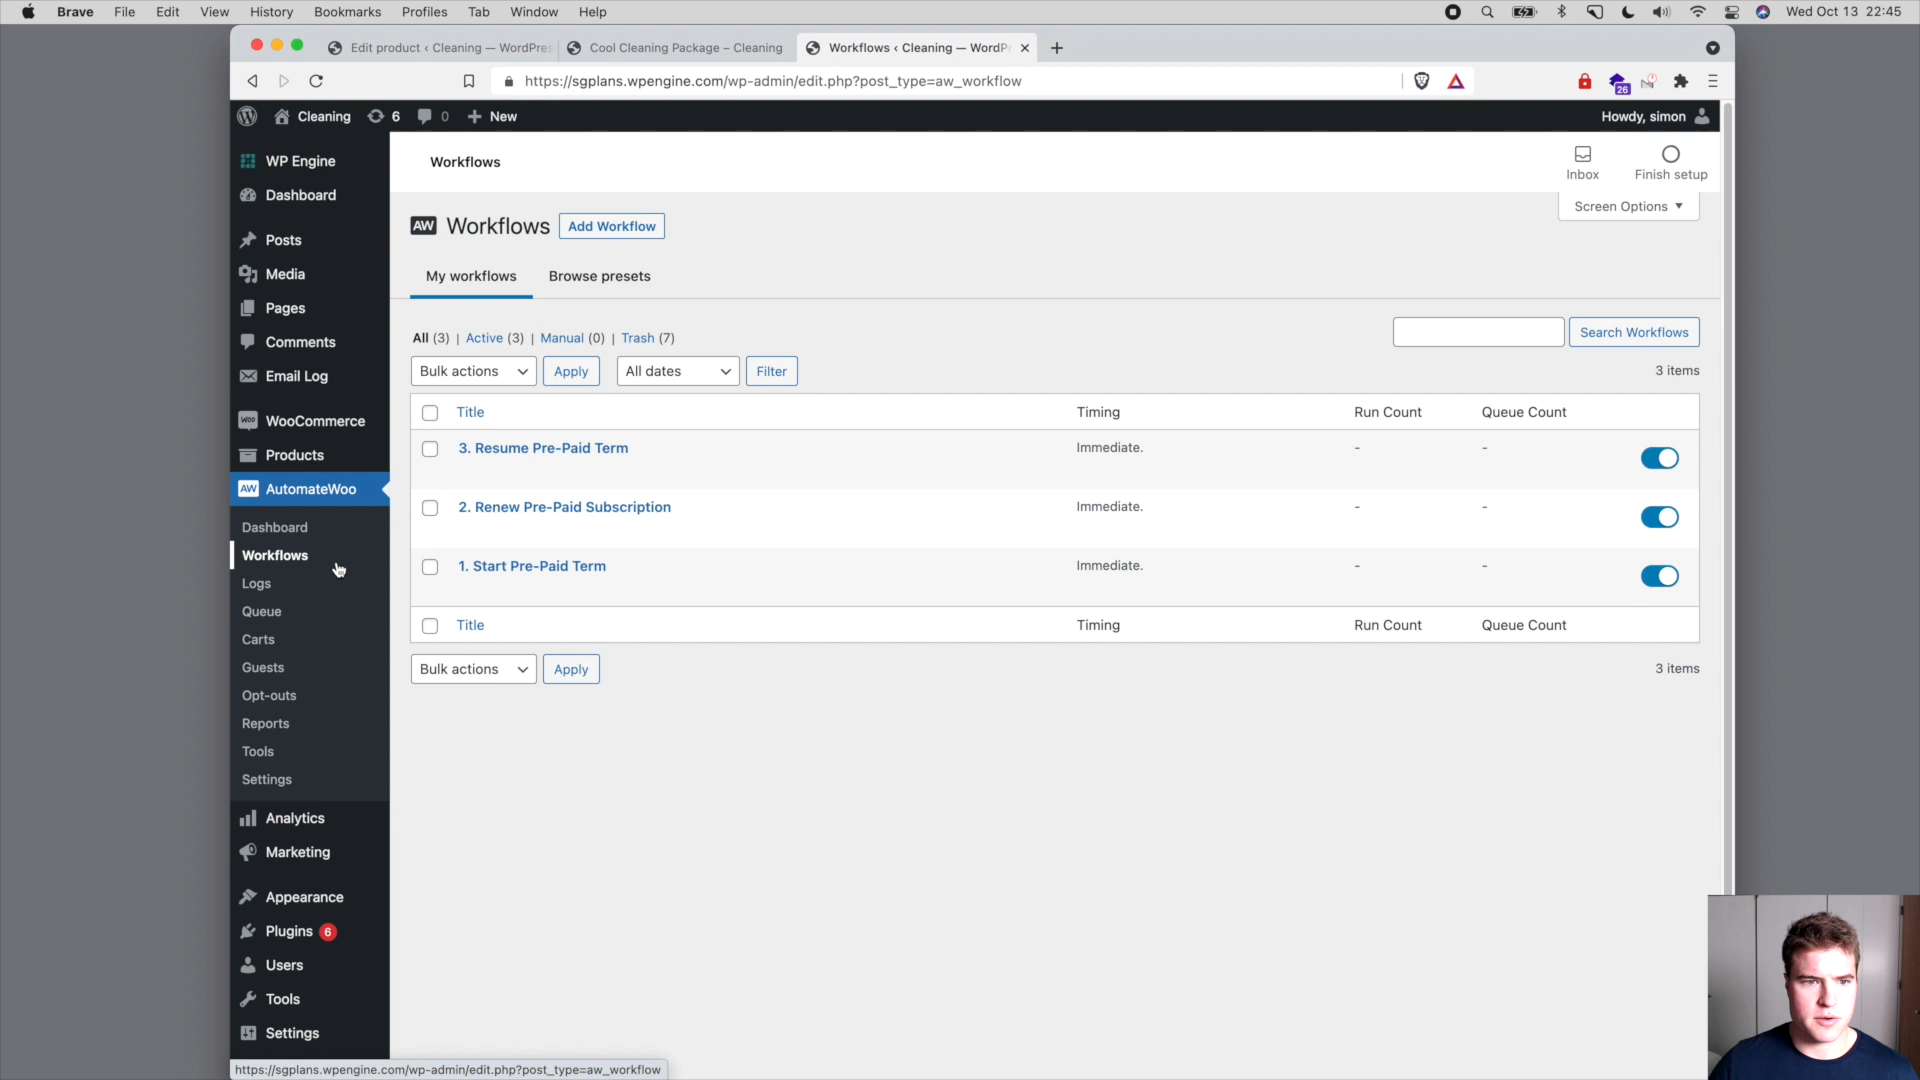 Brave File Edit View History Bookmarks Profiles Tab Window Help Wed Oct 13 22:45
Edit product ‹ Cleaning — WordPres Cool Cleaning Package – Cleaning Workflows ‹ Cleaning — WordPr
https://sgplans.wpengine.com/wp-admin/edit.php?post_type=aw_workflow 26
Cleaning 6 0 New Howdy, simon
WP Engine
Dashboard
Posts
Media
Pages
Comments
Email Log
WooCommerce
Products
AW AutomateWoo
Dashboard
Workflows
Logs
Queue
Carts
Guests
Opt-outs
Reports
Tools
Settings
Analytics
Marketing
Appearance
Plugins 6
Users
Tools
Settings
Workflows
Inbox Finish setup
Screen Options
AW Workflows Add Workflow
My workflows Browse presets
All (3) | Active (3) | Manual (0) | Trash (7)
Search Workflows
Bulk actions Apply All dates Filter 3 items
Title Timing Run Count Queue Count
3. Resume Pre-Paid Term Immediate. - -
2. Renew Pre-Paid Subscription Immediate. - -
1. Start Pre-Paid Term Immediate. - -
Title Timing Run Count Queue Count
Bulk actions Apply 3 items
https://sgplans.wpengine.com/wp-admin/edit.php?post_type=aw_workflow